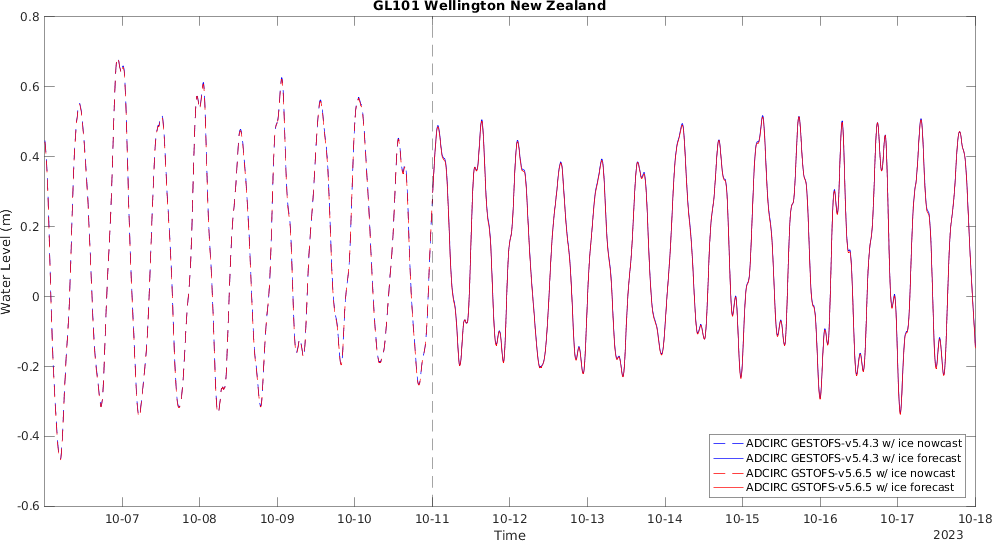 GL101 Wellington New Zealand
0.8
0.6
0.4
0.2
0
-0.2
-0.4
-0.6
Water Level (m)
ADCIRC GESTOFS-v5.4.3 w/ ice nowcast
ADCIRC GESTOFS-v5.4.3 w/ ice forecast
ADCIRC GSTOFS-v5.6.5 w/ ice nowcast
ADCIRC GSTOFS-v5.6.5 w/ ice forecast
10-07 10-08 10-09 10-10 10-11 10-12 10-13 10-14 10-15 10-16 10-17 10-18
Time
2023